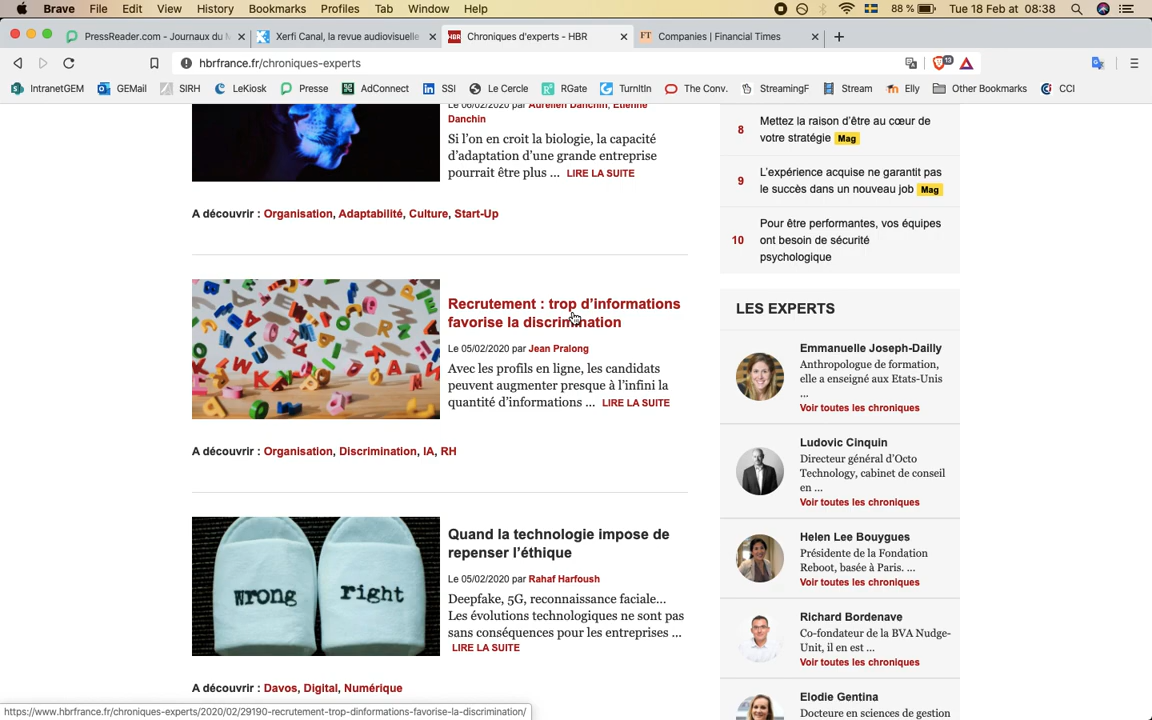 Brave File Edit View History Bookmarks Profiles Tab Window Help 88 % Tue 18 Feb at 08:38
PressReader.com - Journaux du
Xerfi Canal, la revue audiovisuelle
HBR Chroniques d'experts - HBR
FT Companies | Financial Times
hbrfrance.fr/chroniques-experts 13
IntranetGEM GEMail SIRH LeKiosk Presse AdConnect SSI Le Cercle RGate TurnItIn The Conv. StreamingF Stream Elly Other Bookmarks CCI
Le 06/02/2020 par Aurélien Danchin, Etienne
Danchin
Si l'on en croit la biologie, la capacité
d'adaptation d'une grande entreprise
pourrait être plus ... LIRE LA SUITE
A découvrir : Organisation, Adaptabilité, Culture, Start-Up
Recrutement : trop d'informations
favorise la discrimination
Le 05/02/2020 par Jean Pralong
Avec les profils en ligne, les candidats
peuvent augmenter presque à l'infini la
quantité d'informations ... LIRE LA SUITE
A découvrir : Organisation, Discrimination, IA, RH
wrong right
Quand la technologie impose de
repenser l'éthique
Le 05/02/2020 par Rahaf Harfoush
Deepfake, 5G, reconnaissance faciale...
Les évolutions technologiques ne sont pas
sans conséquences pour les entreprises ...
LIRE LA SUITE
A découvrir : Davos, Digital, Numérique
8 Mettez la raison d'être au cœur de
votre stratégie Mag
9 L'expérience acquise ne garantit pas
le succès dans un nouveau job Mag
10 Pour être performantes, vos équipes
ont besoin de sécurité
psychologique
LES EXPERTS
Emmanuelle Joseph-Dailly
Anthropologue de formation,
elle a enseigné aux Etats-Unis
...
Voir toutes les chroniques
Ludovic Cinquin
Directeur général d'Octo
Technology, cabinet de conseil
en ...
Voir toutes les chroniques
Helen Lee Bouygues
Présidente de la Fondation
Reboot, basée à Paris. ...
Voir toutes les chroniques
Richard Bordenave
Co-fondateur de la BVA Nudge-
Unit, il en est ...
Voir toutes les chroniques
Elodie Gentina
Docteure en sciences de gestion
https://www.hbrfrance.fr/chroniques-experts/2020/02/29190-recrutement-trop-dinformations-favorise-la-discrimination/